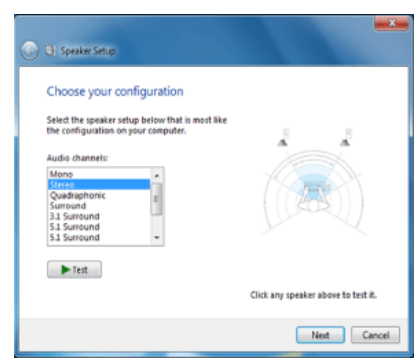 Speaker Setup
Choose your configuration
Select the speaker setup below that is most like
the configuration on your computer.
Audio channels:
Mono
Stereo
Quadraphonic
Surround
3.1 Surround
5.1 Surround
5.1 Surround
Test
Click any speaker above to test it.
Next
Cancel